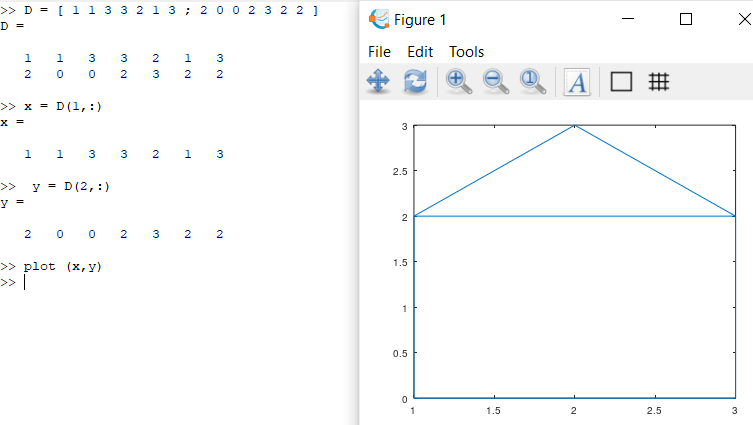 >> D = [ 1 1 3 3 2 1 3 ; 2 0 0 2 3 2 2 ]
D =
1 1 3 3 2 1 3
2 0 0 2 3 2 2
>> x = D(1,:)
x =
1 1 3 3 2 1 3
>>  y = D(2,:)
y =
2 0 0 2 3 2 2
>> plot (x,y)
>>
Figure 1
File Edit Tools
A
3
2.5
2
1.5
1
0.5
0
1 1.5 2 2.5 3